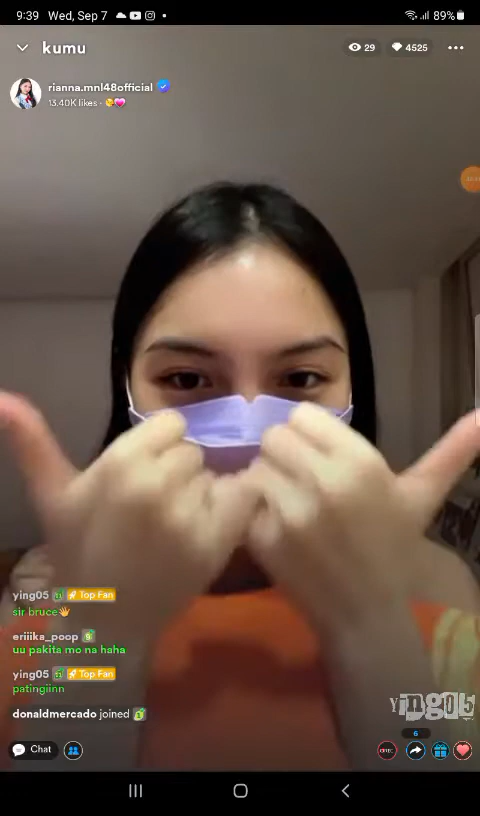 9:39 Wed, Sep 7 89%
kumu
29
4525
rianna.mnl48official
13.40K likes
ying05 Top Fan
sir bruce
eriiika_poop
uu pakita mo na haha
ying05 Top Fan
patingiinn
donaldmercado joined
Ying05
6
Chat